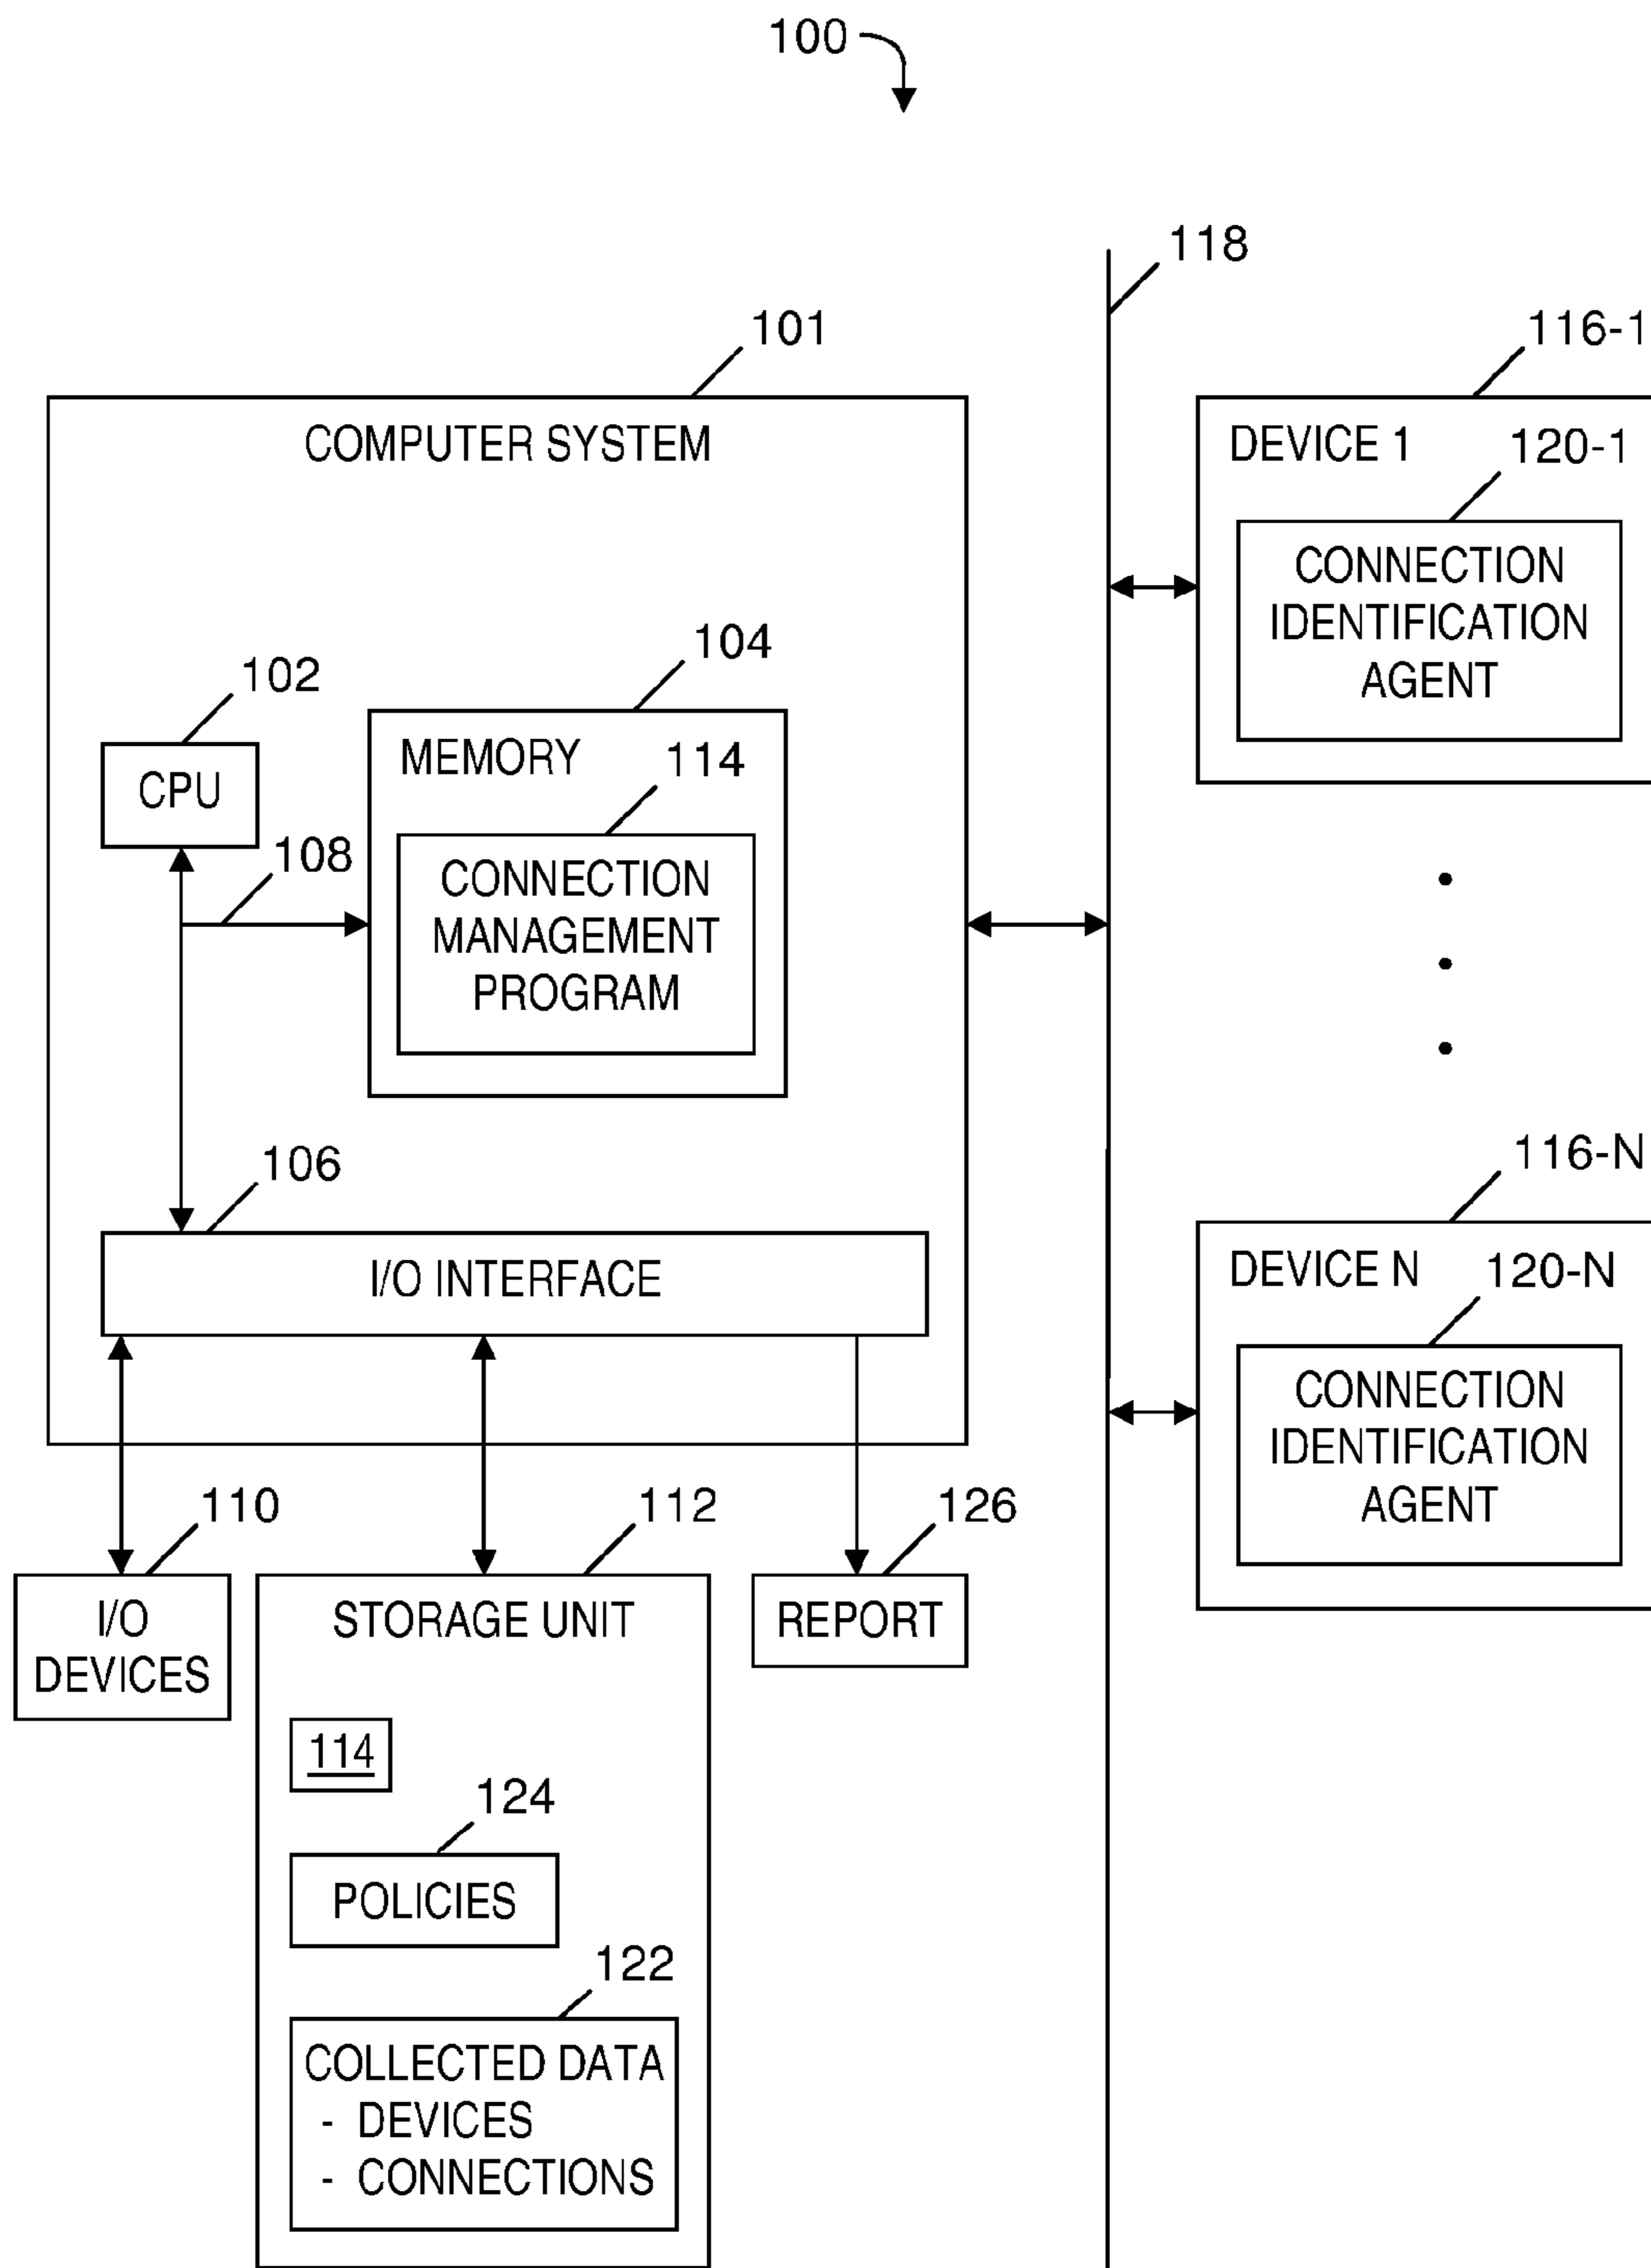 100
118
101
116-1
COMPUTER SYSTEM
DEVICE 1
120-1
CONNECTION
IDENTIFICATION
AGENT
104
102
MEMORY
114
CPU
108
CONNECTION
MANAGEMENT
PROGRAM
106
116-N
I/O INTERFACE
DEVICE N
120-N
CONNECTION
IDENTIFICATION
AGENT
110
112
126
I/O
DEVICES
STORAGE UNIT
REPORT
114
124
POLICIES
122
COLLECTED DATA
- DEVICES
- CONNECTIONS